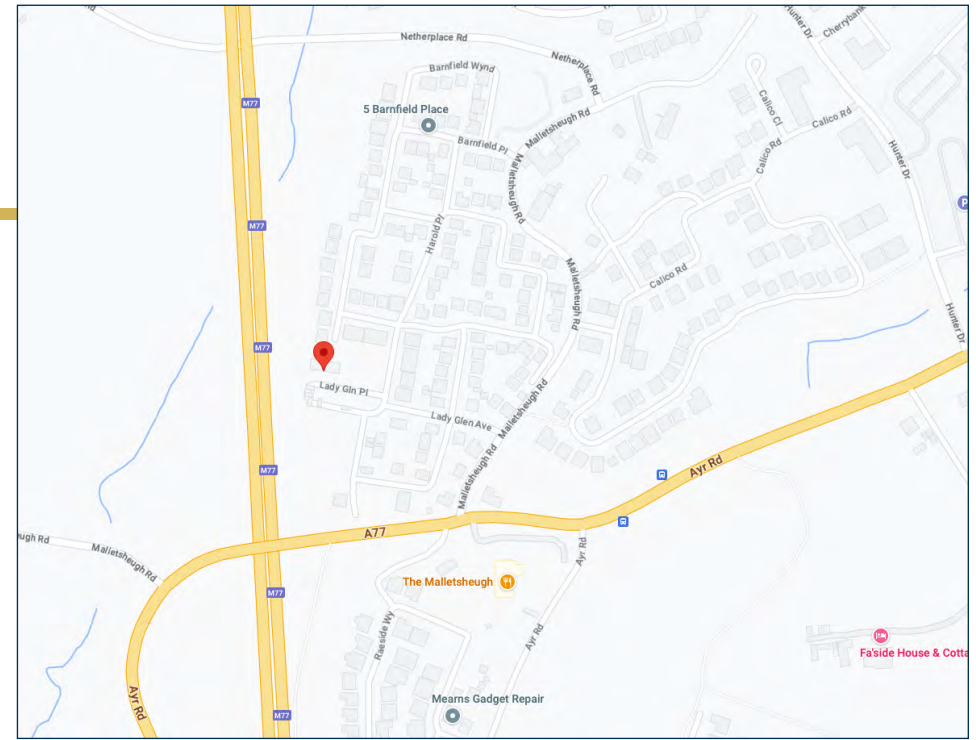 Hunter Dr
Cherrybank
Netherplace Rd
Netherplace Rd
Barnfield Wynd
M77
5 Barnfield Place
Calico Cl
Calico Rd
Malletsheugh Rd
Barnfield Pl
Hunter Dr
Calico Rd
Malletsheugh Rd
P
M77
Harold Pl
Malletsheugh Rd
Calico Rd
Hunter Dr
M77
Lady Gln Pl
Lady Glen Ave
Malletsheugh Rd
Malletsheugh Rd
M77
Ayr Rd
A77
ugh Rd
Malletsheugh Rd
Ayr Rd
The Malletsheugh
M77
Raeside Wy
Ayr Rd
Fa'side House & Cotta
Ayr Rd
Mearns Gadget Repair
M77